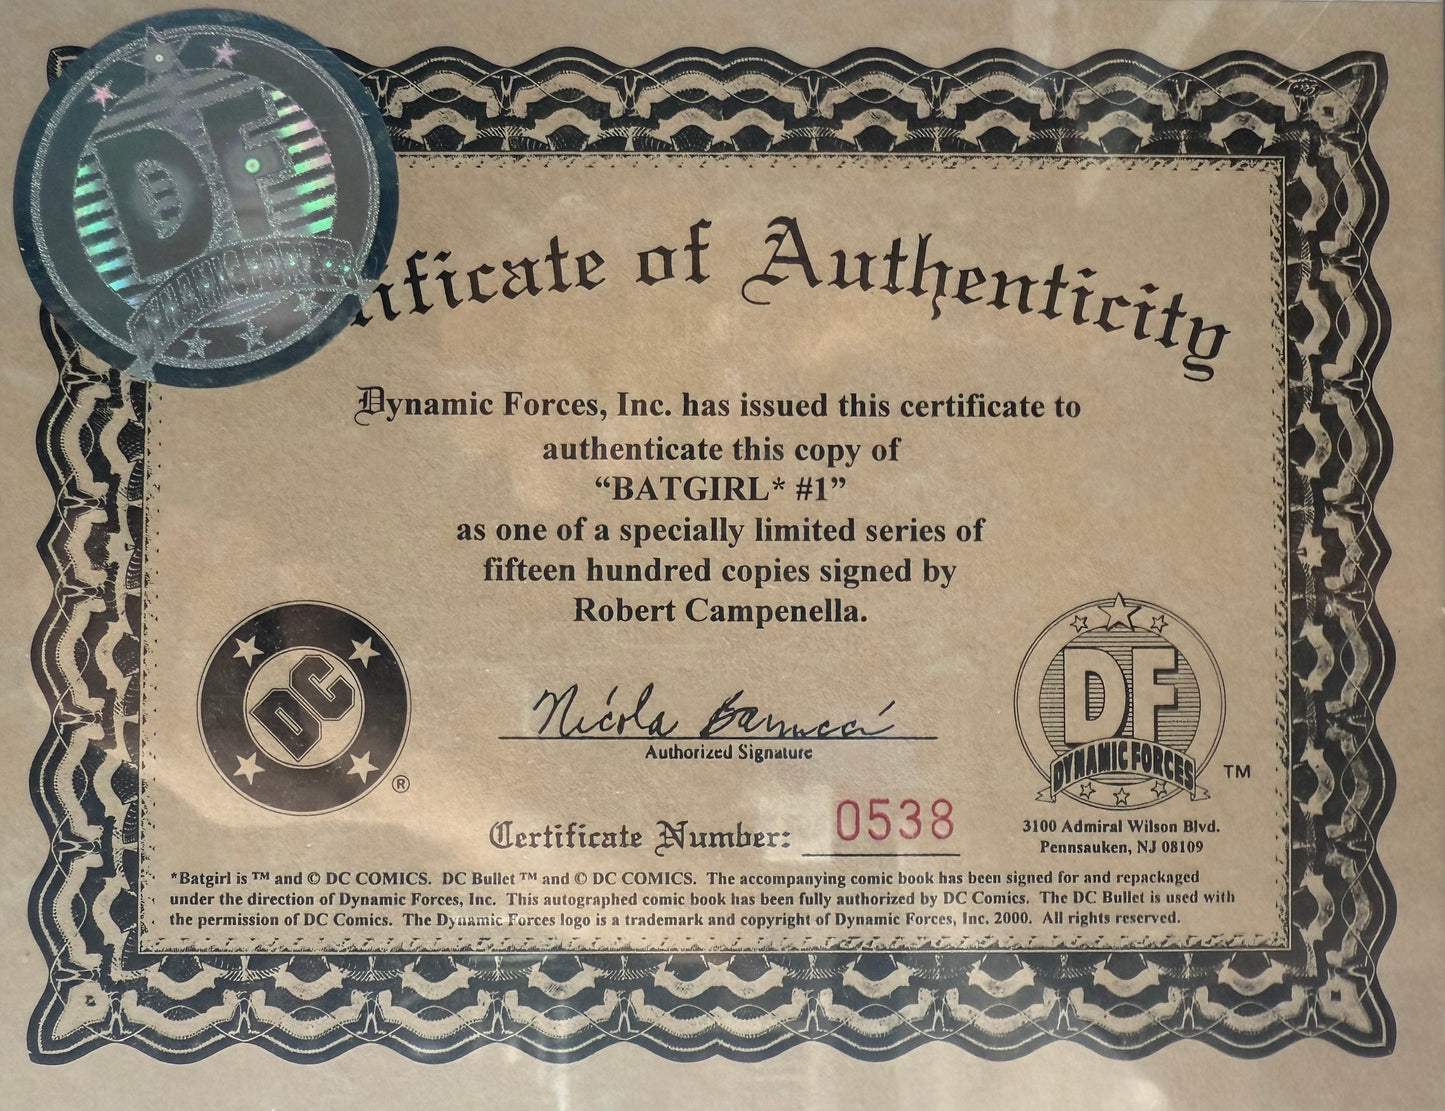 DF
DYNAMIC FORCES
ificate of Authenticity
Dynamic Forces, Inc. has issued this certificate to
authenticate this copy of
“BATGIRL* #1”
as one of a specially limited series of
fifteen hundred copies signed by
Robert Campenella.
DC
®
Nicola Barrucci
Authorized Signature
DF
DYNAMIC FORCES
TM
Certificate Number: 0538
3100 Admiral Wilson Blvd.
Pennsauken, NJ 08109
*Batgirl is ™ and © DC COMICS. DC Bullet ™ and © DC COMICS. The accompanying comic book has been signed for and repackaged
under the direction of Dynamic Forces, Inc. This autographed comic book has been fully authorized by DC Comics. The DC Bullet is used with
the permission of DC Comics. The Dynamic Forces logo is a trademark and copyright of Dynamic Forces, Inc. 2000. All rights reserved.